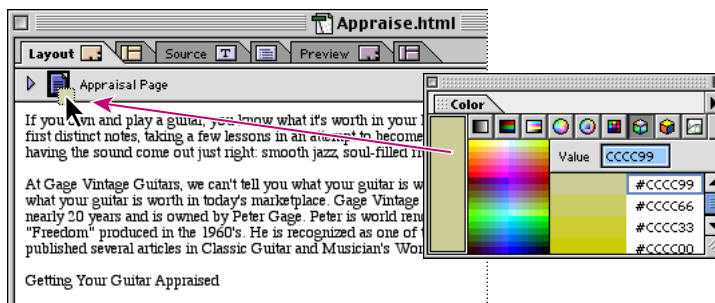 Appraise.html
Layout Source T Preview
Appraisal Page
If you own and play a guitar, you know what it's worth in your
first distinct notes, taking a few lessons in an attempt to become
having the sound come out just right: smooth jazz, soul-filled
At Gage Vintage Guitars, we can't tell you what your guitar is
what your guitar is worth in today's marketplace. Gage Vintage
nearly 20 years and is owned by Peter Gage. Peter is world
"Freedom" produced in the 1960's. He is recognized as one of
published several articles in Classic Guitar and Musician's
Getting Your Guitar Appraised
Color
Value CCCC99
#CCCC99
#CCCC66
#CCCC33
#CCCC00